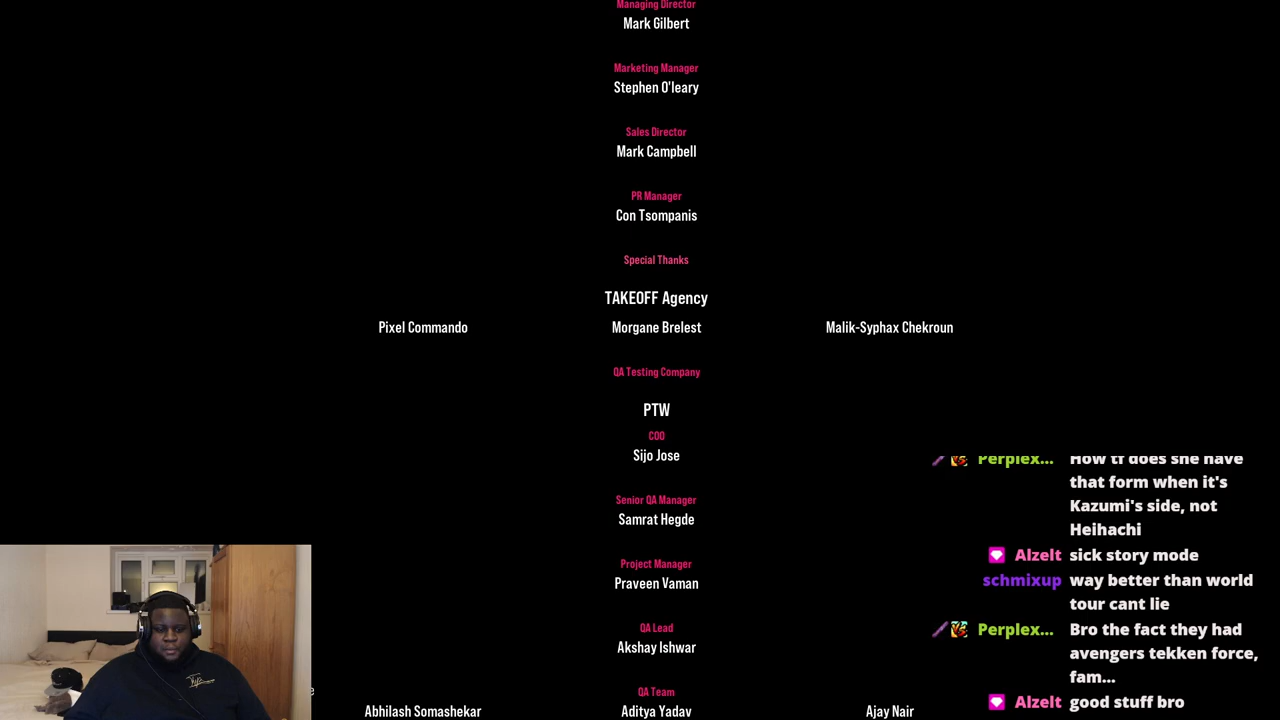 Managing Director
Mark Gilbert
Marketing Manager
Stephen O'leary
Sales Director
Mark Campbell
PR Manager
Con Tsompanis
Special Thanks
TAKEOFF Agency
Pixel Commando Morgane Brelest Malik-Syphax Chekroun
QA Testing Company
PTW
COO
Sijo Jose
Senior QA Manager
Samrat Hegde
Project Manager
Praveen Vaman
QA Lead
Akshay Ishwar
QA Team
Abhilash Somashekar Aditya Yadav Ajay Nair
Perplex... How tf does she have
that form when it's
Kazumi's side, not
Heihachi
Alzelt sick story mode
schmixup way better than world
tour cant lie
Perplex... Bro the fact they had
avengers tekken force,
fam...
Alzelt good stuff bro